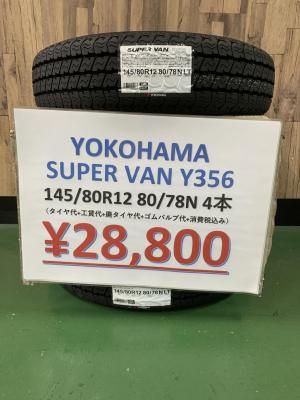 SUPER VAN
145/80R12 80/78N LT
YOKOHAMA
YOKOHAMA
SUPER VAN Y356
145/80R12 80/78N 4本
（タイヤ代+工賃代+廃タイヤ代+ゴムバルブ代+消費税込み）
¥28,800
145/80R12 80/78N LT